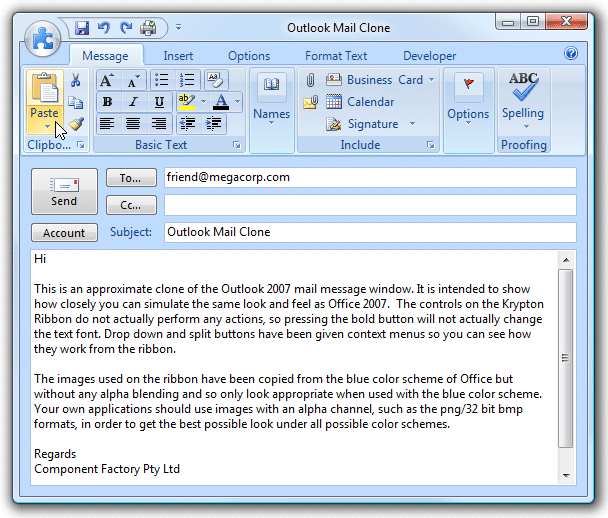 Outlook Mail Clone
Message Insert Options Format Text Developer
Paste
Clipbo...
A A
B I U ab A
Basic Text
Names
Business Card
Calendar
Signature
Include
Options
ABC
Spelling
Proofing
Send
To... friend@megacorp.com
Cc...
Account Subject: Outlook Mail Clone
Hi
This is an approximate clone of the Outlook 2007 mail message window. It is intended to show
how closely you can simulate the same look and feel as Office 2007.  The controls on the Krypton
Ribbon do not actually perform any actions, so pressing the bold button will not actually change
the text font. Drop down and split buttons have been given context menus so you can see how
they work from the ribbon.
The images used on the ribbon have been copied from the blue color scheme of Office but
without any alpha blending and so only look appropriate when used with the blue color scheme.
Your own applications should use images with an alpha channel, such as the png/32 bit bmp
formats, in order to get the best possible look under all possible color schemes.
Regards
Component Factory Pty Ltd